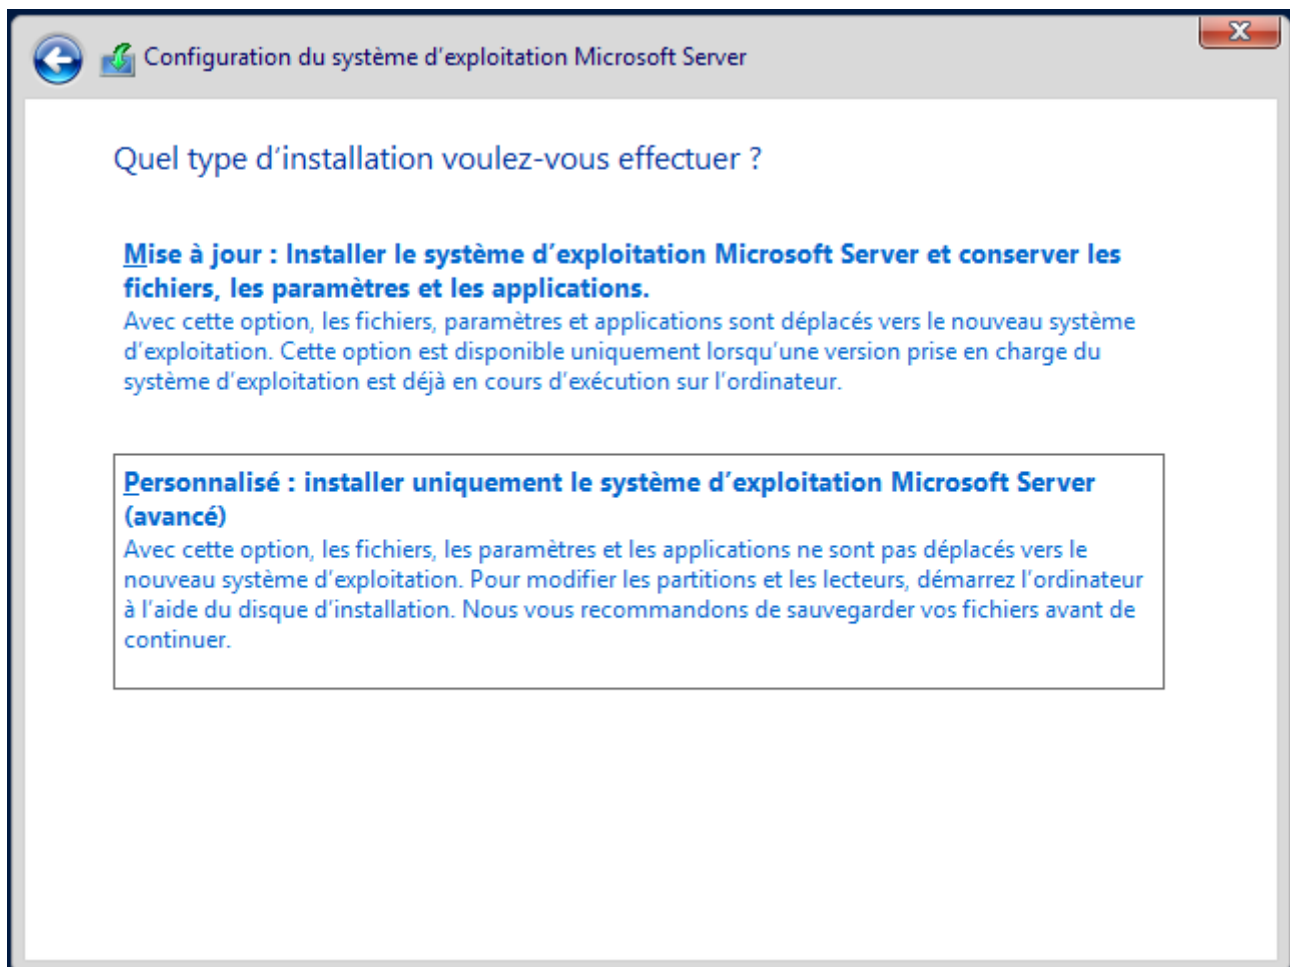 Configuration du système d’exploitation Microsoft Server
Quel type d’installation voulez-vous effectuer ?
Mise à jour : Installer le système d’exploitation Microsoft Server et conserver les
fichiers, les paramètres et les applications.
Avec cette option, les fichiers, paramètres et applications sont déplacés vers le nouveau système
d’exploitation. Cette option est disponible uniquement lorsqu’une version prise en charge du
système d’exploitation est déjà en cours d’exécution sur l’ordinateur.
Personnalisé : installer uniquement le système d’exploitation Microsoft Server
(avancé)
Avec cette option, les fichiers, les paramètres et les applications ne sont pas déplacés vers le
nouveau système d’exploitation. Pour modifier les partitions et les lecteurs, démarrez l’ordinateur
à l’aide du disque d’installation. Nous vous recommandons de sauvegarder vos fichiers avant de
continuer.